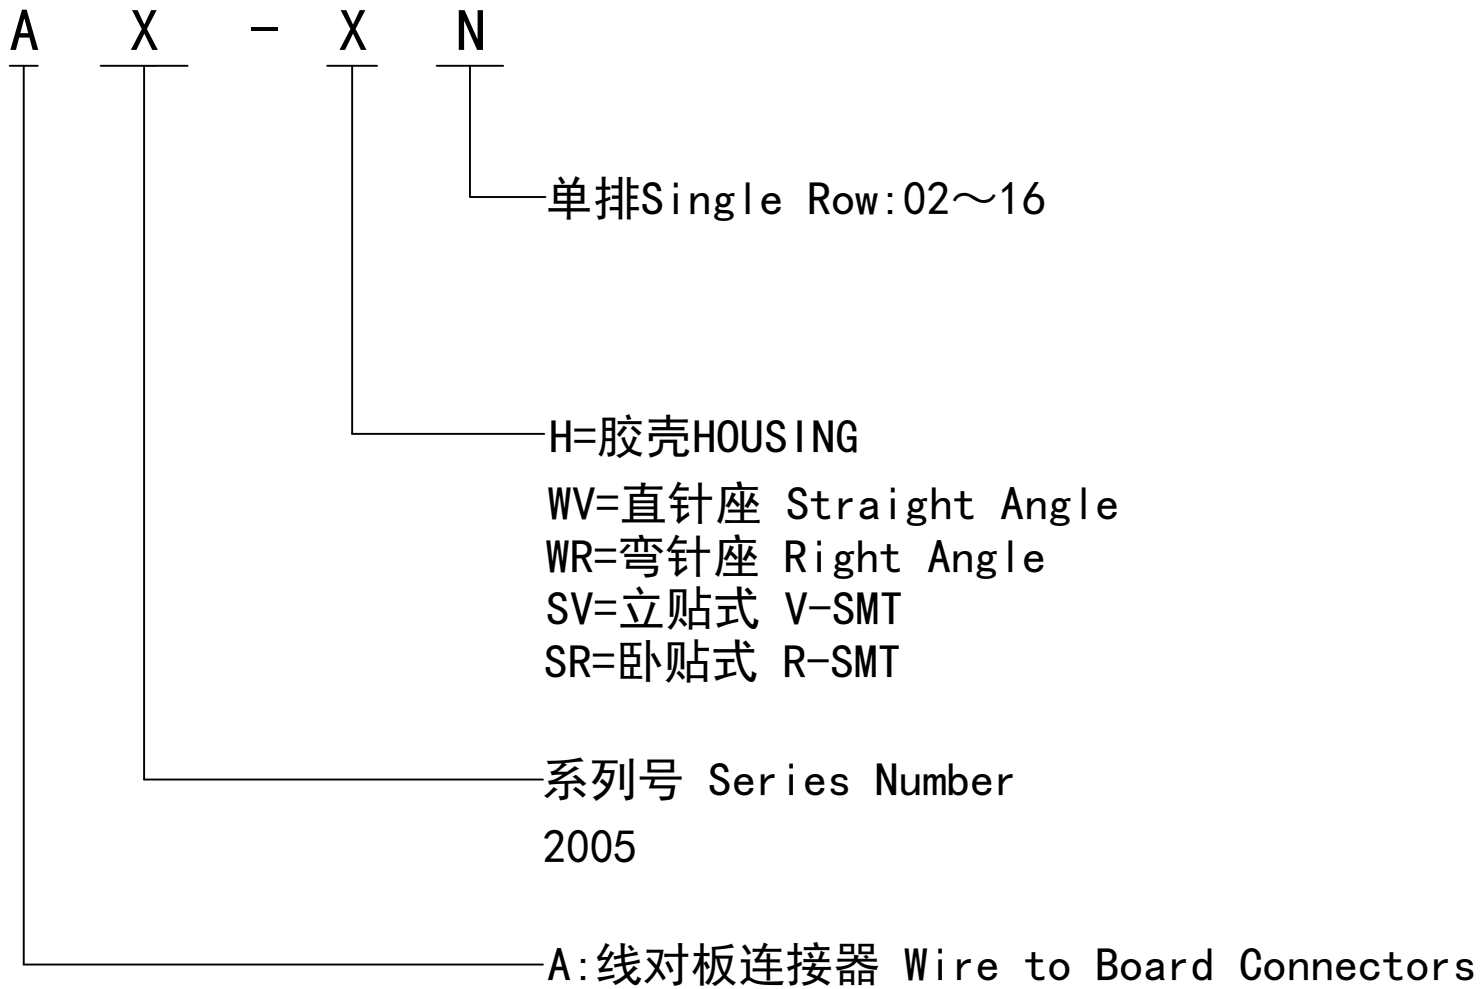 A X - X N
单排Single Row:02～16
H=胶壳HOUSING
WV=直针座 Straight Angle
WR=弯针座 Right Angle
SV=立贴式 V-SMT
SR=卧贴式 R-SMT
系列号 Series Number
2005
A:线对板连接器 Wire to Board Connectors